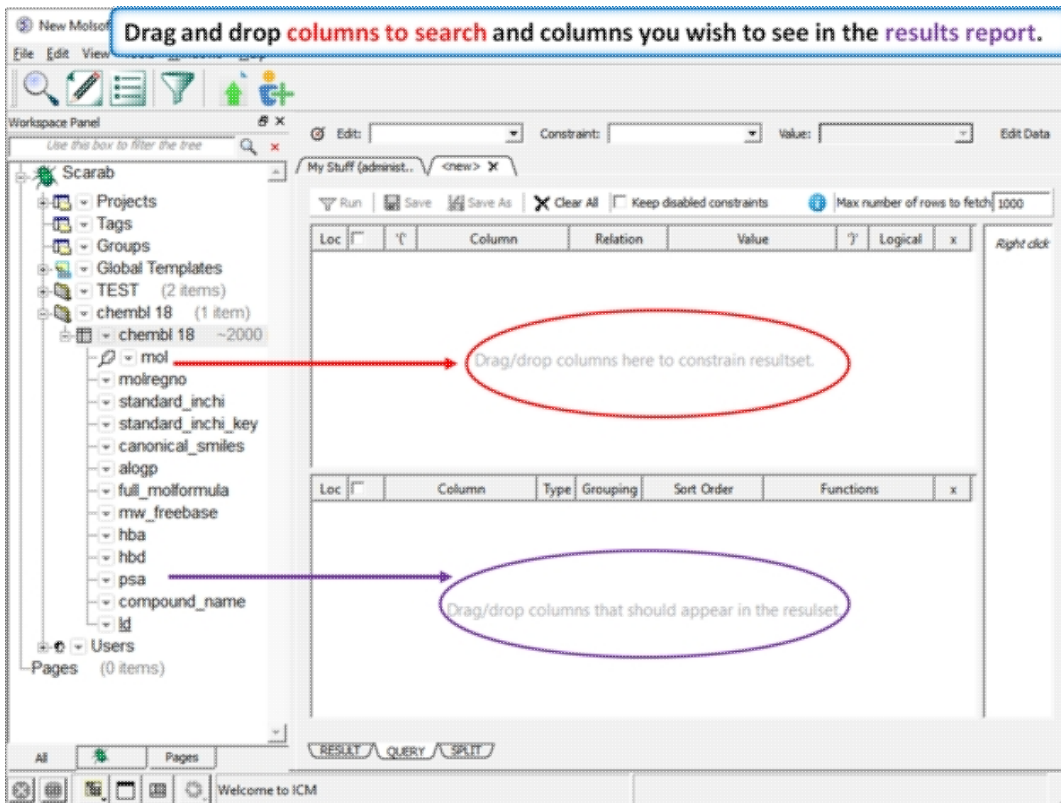 New Molsof
Drag and drop columns to search and columns you wish to see in the results report.
File Edit View
Workspace Panel
Use this box to filter the tree
Edit: Constraint: Value: Edit Data
Scarab
Projects
Tags
Groups
Global Templates
TEST (2 items)
chembl 18 (1 item)
chembl 18 ~2000
mol
molregno
standard_inchi
standard_inchi_key
canonical_smiles
alogp
full_molformula
mw_freebase
hba
hbd
psa
compound_name
Id
Users
Pages (0 items)
All Pages
My Stuff (administ.. <new> X
Run Save Save As Clear All Keep disabled constraints Max number of rows to fetch 1000
Loc '(' Column Relation Value ')' Logical x
Right click
Drag/drop columns here to constrain resultset.
Loc Column Type Grouping Sort Order Functions x
Drag/drop columns that should appear in the resulset.
RESULT QUERY SPLIT
Welcome to ICM